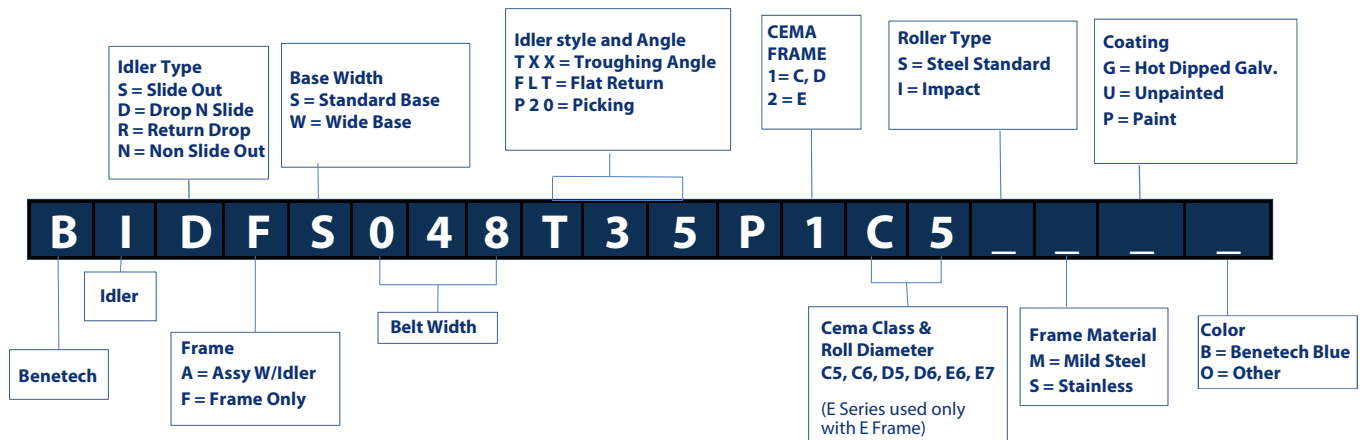 Idler Type
S = Slide Out
D = Drop N Slide
R = Return Drop
N = Non Slide Out
Base Width
S = Standard Base
W = Wide Base
Idler style and Angle
T X X = Troughing Angle
F L T = Flat Return
P 2 0 = Picking
CEMA
FRAME
1= C, D
2 = E
Roller Type
S = Steel Standard
I = Impact
Coating
G = Hot Dipped Galv.
U = Unpainted
P = Paint
B I D F S 0 4 8 T 3 5 P 1 C 5 _ _ _ _
Benetech
Idler
Frame
A = Assy W/Idler
F = Frame Only
Belt Width
Cema Class &
Roll Diameter
C5, C6, D5, D6, E6, E7
(E Series used only
with E Frame)
Frame Material
M = Mild Steel
S = Stainless
Color
B = Benetech Blue
O = Other